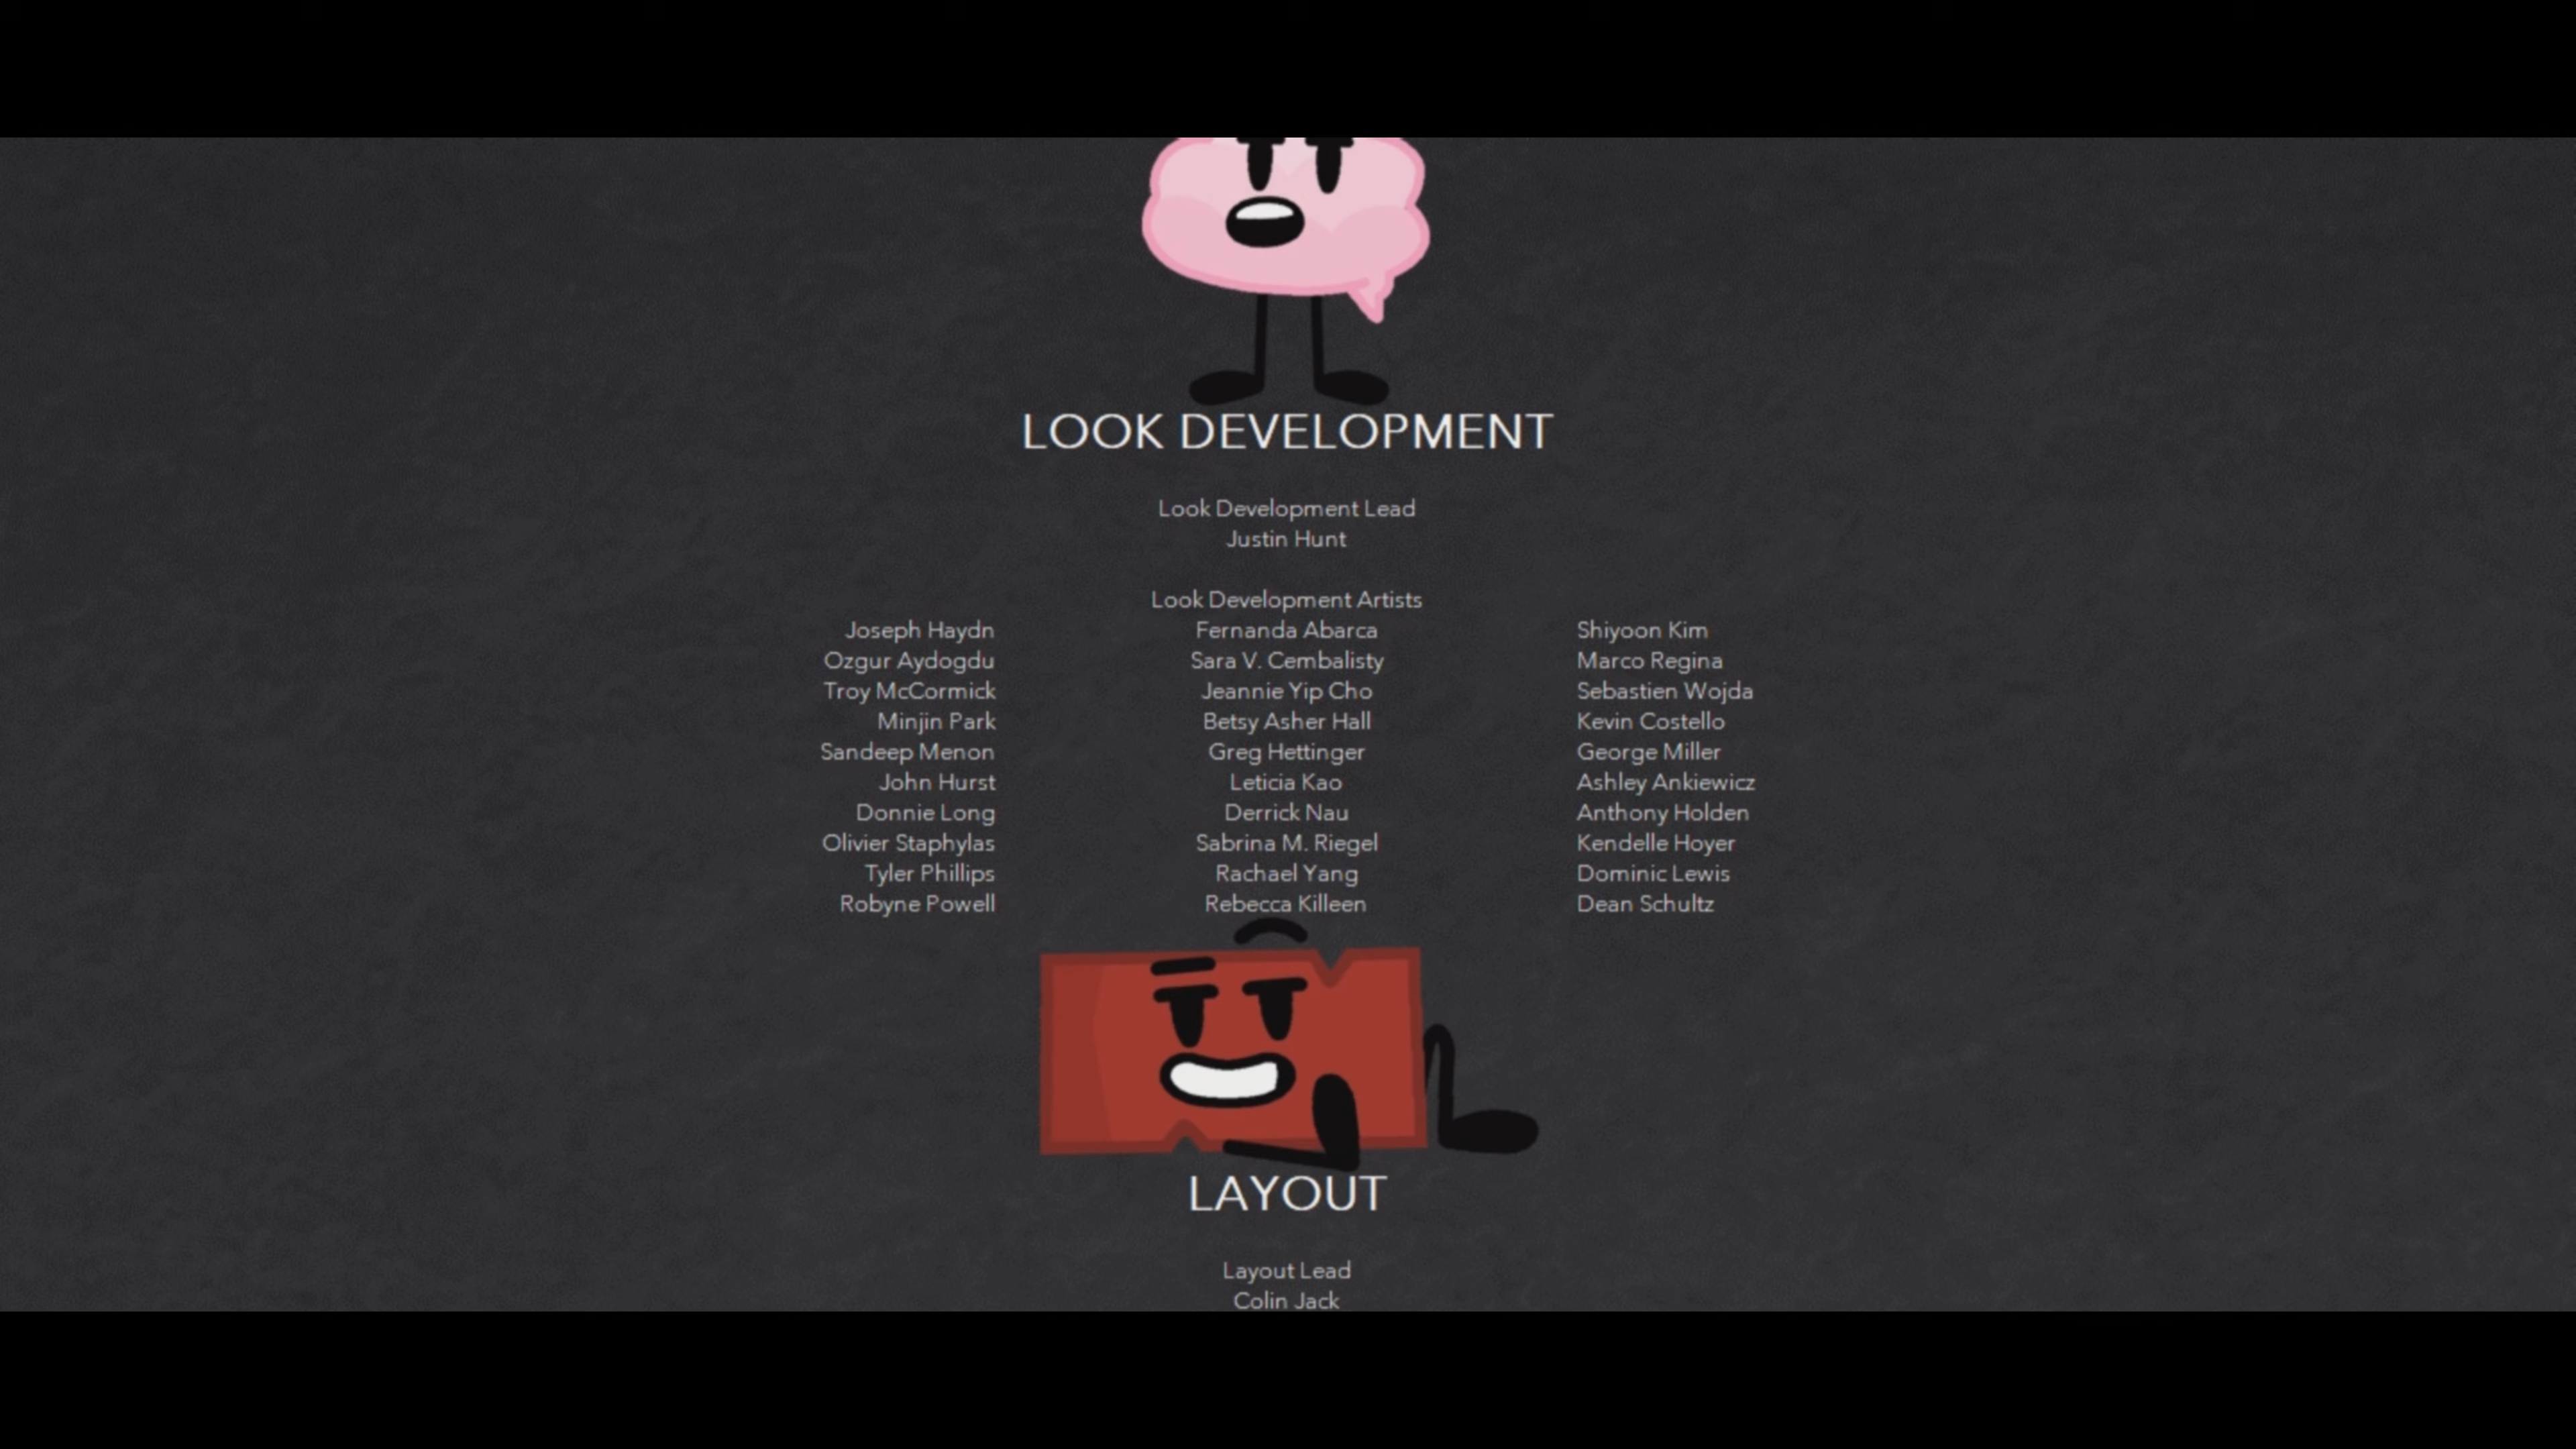 LOOK DEVELOPMENT
Look Development Lead
Justin Hunt
Look Development Artists
Joseph Haydn Fernanda Abarca Shiyoon Kim
Ozgur Aydogdu Sara V. Cembalisty Marco Regina
Troy McCormick Jeannie Yip Cho Sebastien Wojda
Minjin Park Betsy Asher Hall Kevin Costello
Sandeep Menon Greg Hettinger George Miller
John Hurst Leticia Kao Ashley Ankiewicz
Donnie Long Derrick Nau Anthony Holden
Olivier Staphylas Sabrina M. Riegel Kendelle Hoyer
Tyler Phillips Rachael Yang Dominic Lewis
Robyne Powell Rebecca Killeen Dean Schultz
LAYOUT
Layout Lead
Colin Jack